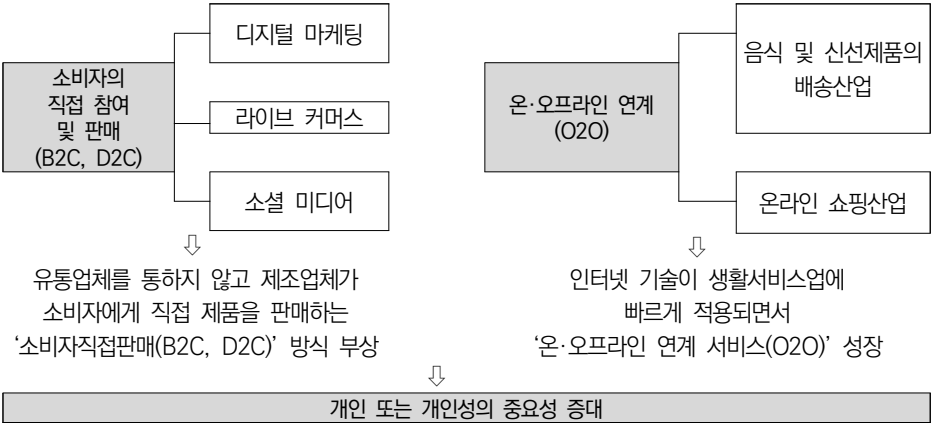 디지털 마케팅
소비자의
직접 참여
및 판매
(B2C, D2C)
라이브 커머스
소셜 미디어
⇩
유통업체를 통하지 않고 제조업체가
소비자에게 직접 제품을 판매하는
‘소비자직접판매(B2C, D2C)’ 방식 부상
음식 및 신선제품의
배송산업
온·오프라인 연계
(O2O)
온라인 쇼핑산업
⇩
인터넷 기술이 생활서비스업에
빠르게 적용되면서
‘온·오프라인 연계 서비스(O2O)’ 성장
⇩
개인 또는 개인성의 중요성 증대